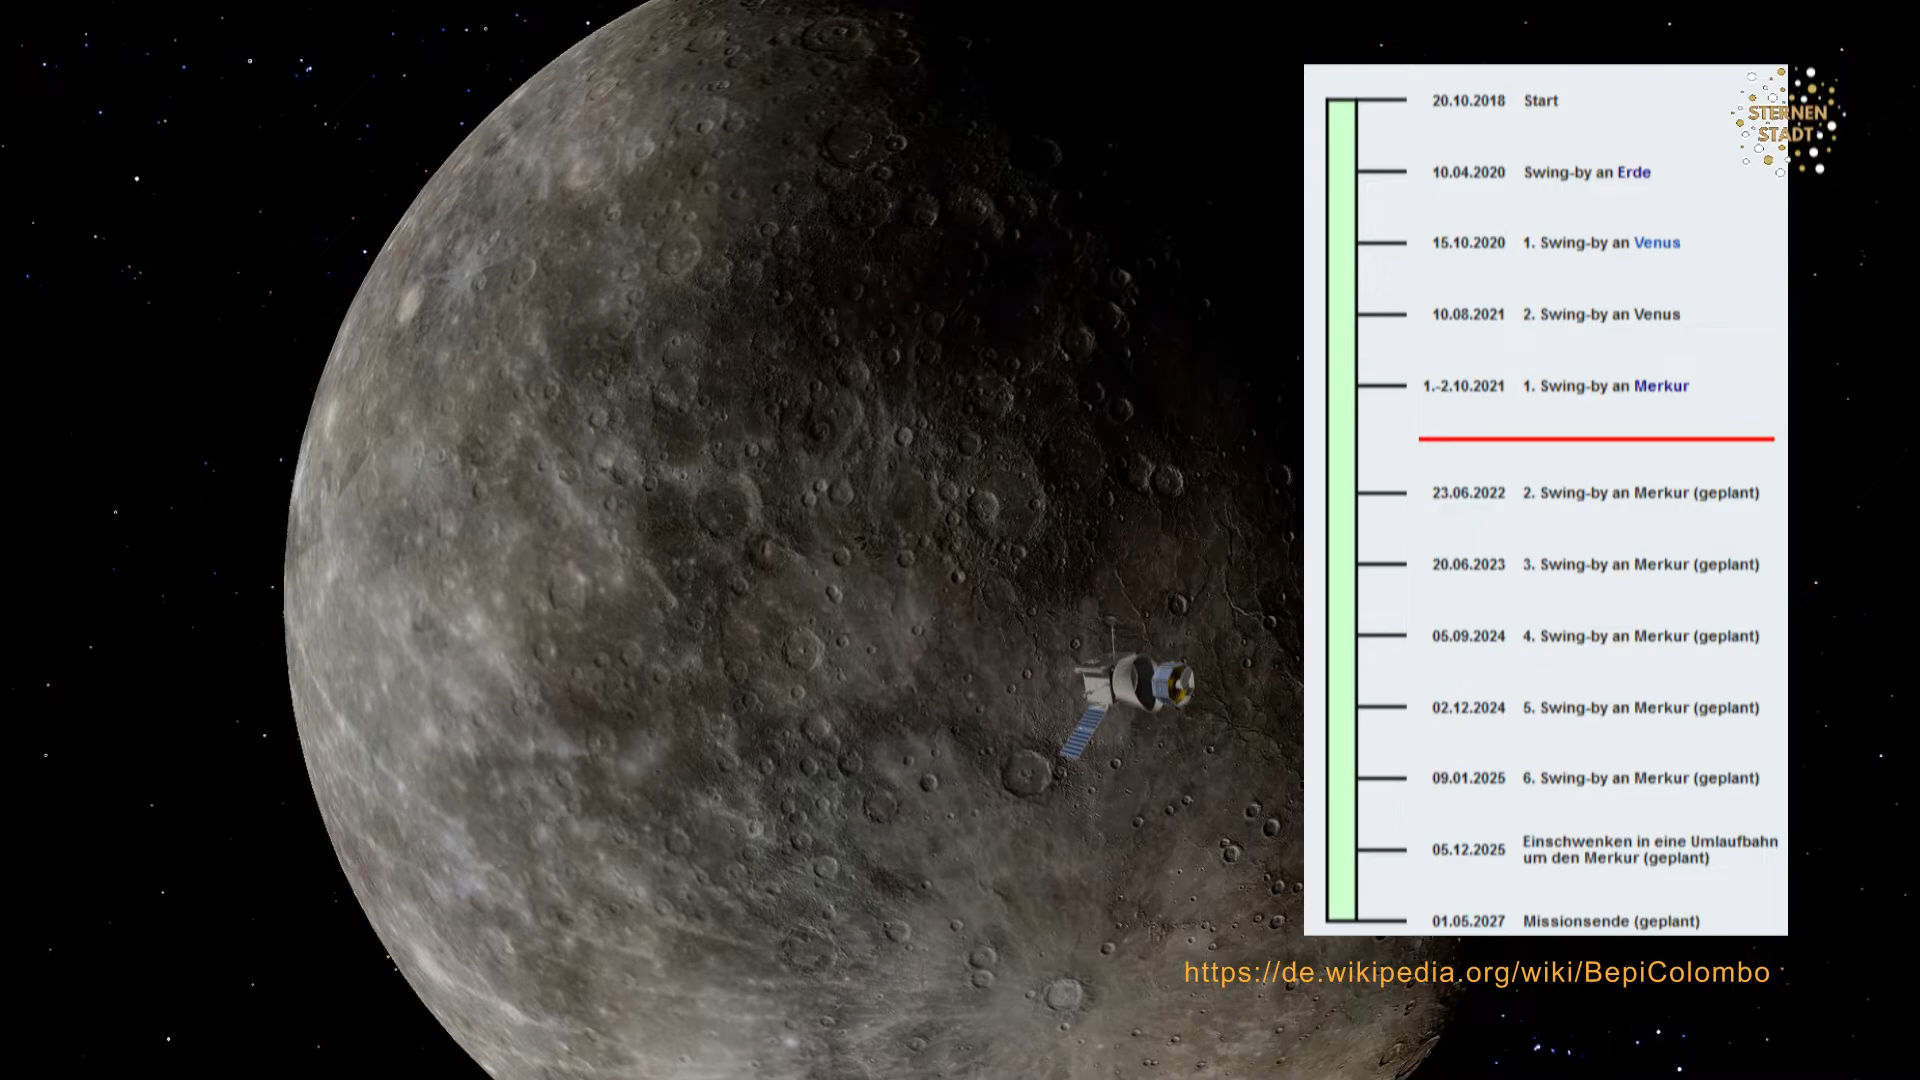 STERNEN
STADT
20.10.2018 Start
10.04.2020 Swing-by an Erde
15.10.2020 1. Swing-by an Venus
10.08.2021 2. Swing-by an Venus
1.-2.10.2021 1. Swing-by an Merkur
23.06.2022 2. Swing-by an Merkur (geplant)
20.06.2023 3. Swing-by an Merkur (geplant)
05.09.2024 4. Swing-by an Merkur (geplant)
02.12.2024 5. Swing-by an Merkur (geplant)
09.01.2025 6. Swing-by an Merkur (geplant)
05.12.2025 Einschwenken in eine Umlaufbahn
um den Merkur (geplant)
01.05.2027 Missionsende (geplant)
https://de.wikipedia.org/wiki/BepiColombo